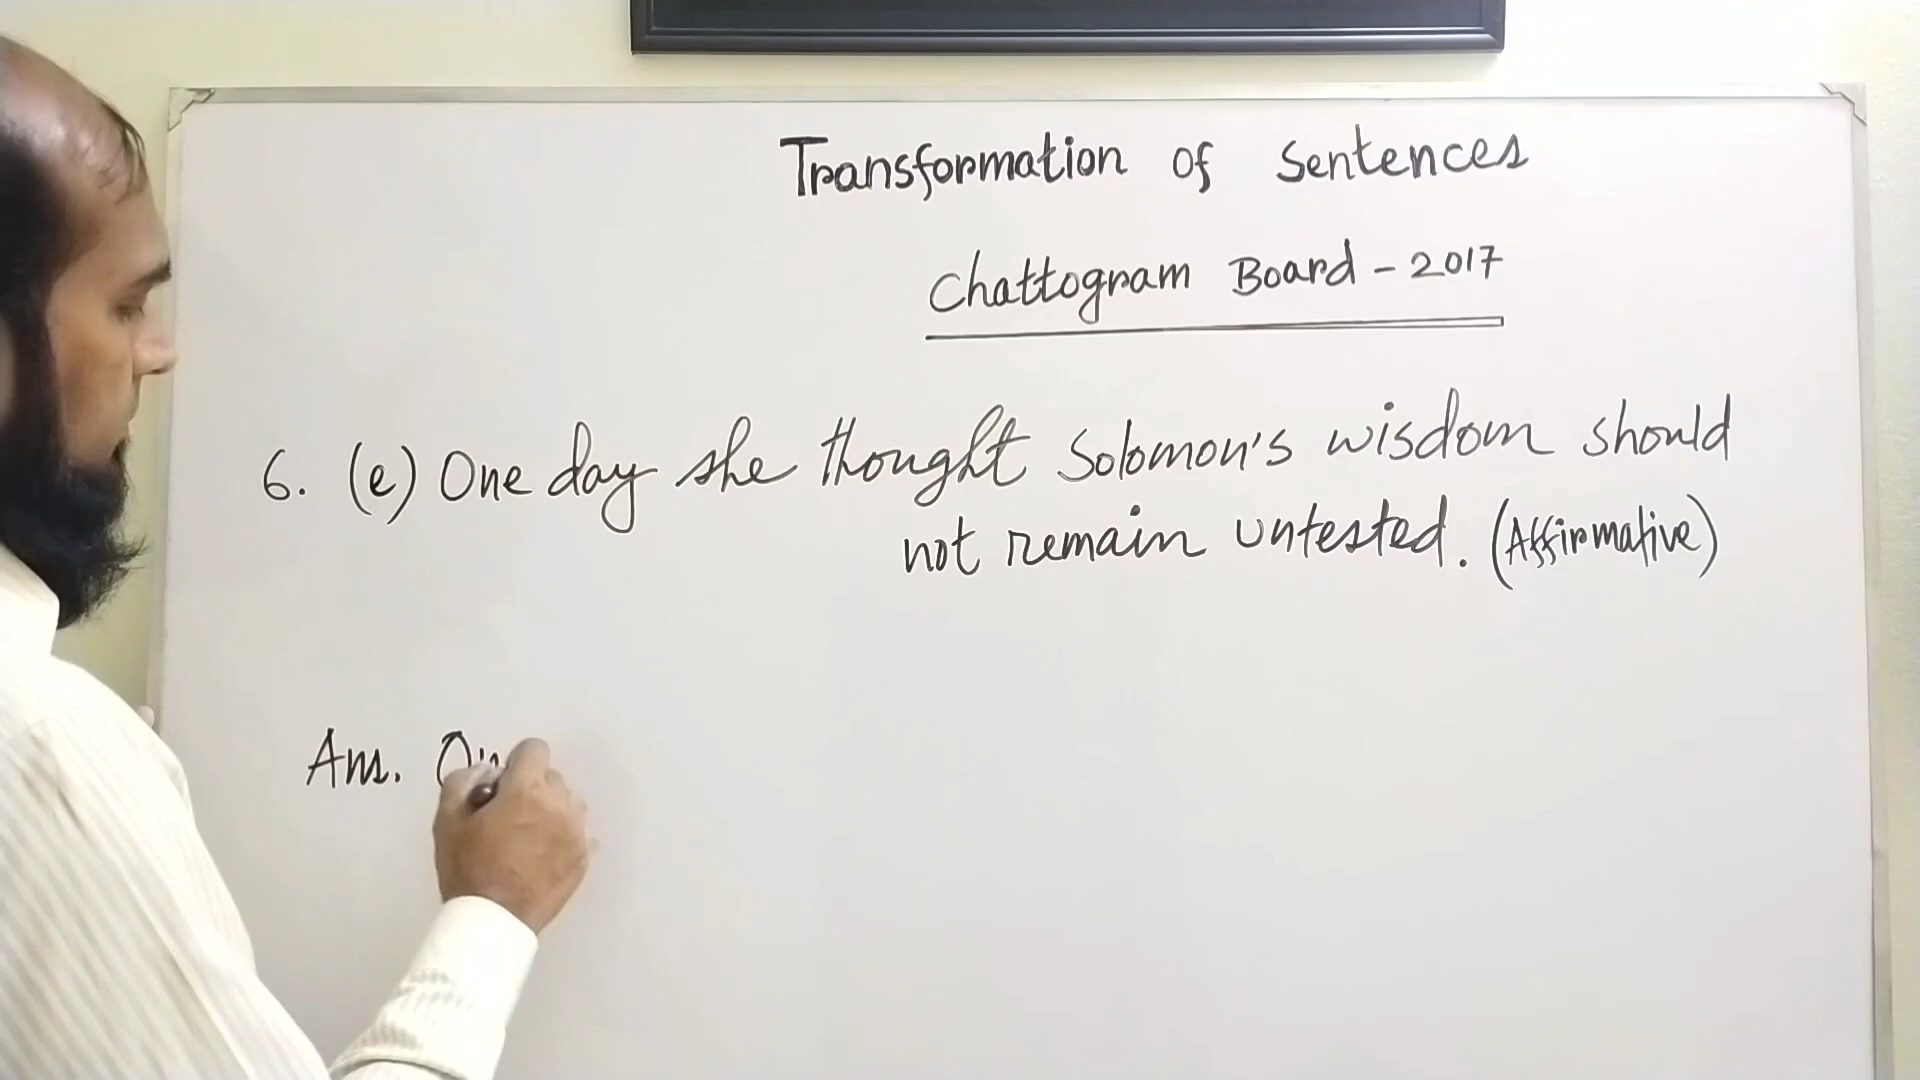 Transformation of Sentences
Chattogram Board - 2017
6. (e) One day she thought Solomon's wisdom should
not remain untested. (Affirmative)
Ans.